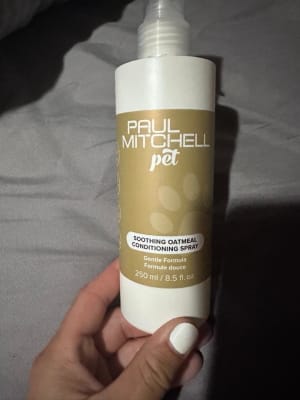 PAUL
MITCHELL
pet
SOOTHING OATMEAL
CONDITIONING SPRAY
Gentle Formula
Formule douce
250 ml / 8.5 fl. oz